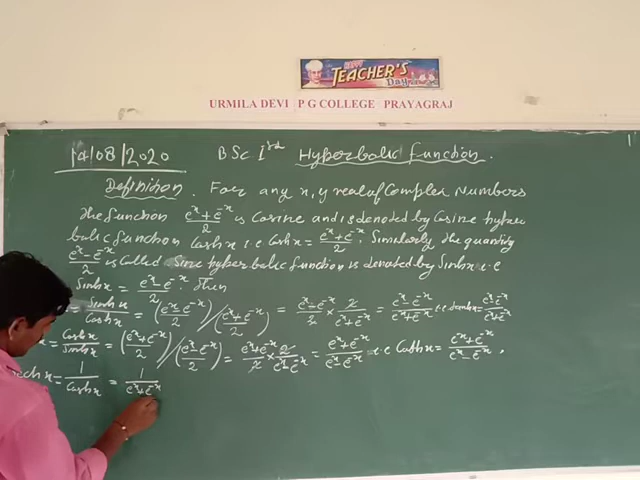 HAPPY
TEACHER'S
Day
URMILA DEVI P G COLLEGE PRAYAGRAJ
14/08/2020 BSc Ist Hyperbolic Function.
Definition. For any x, y real of Complex Numbers
the function (e^x + e^-x)/2 is Cosine and is denoted by Cosine hyper
bolic function Cosh x i.e Cosh x = (e^x + e^-x)/2. Similarly the quantity
(e^x - e^-x)/2 is Called Sine hyperbolic function is denoted by Sinh x i.e
Sinh x = (e^x - e^-x)/2. Then
= Sinh x/Cosh x = ((e^x - e^-x)/2)/((e^x + e^-x)/2) = (e^x - e^-x)/2 × 2/(e^x + e^-x) = (e^x - e^-x)/(e^x + e^-x) i.e tanh x = (e^x - e^-x)/(e^x + e^-x)
= Cosh x/Sinh x = ((e^x + e^-x)/2)/((e^x - e^-x)/2) = (e^x + e^-x)/2 × 2/(e^x - e^-x) = (e^x + e^-x)/(e^x - e^-x) i.e Coth x = (e^x + e^-x)/(e^x - e^-x).
ech x = 1/Cosh x = 1/(e^x + e^-x)